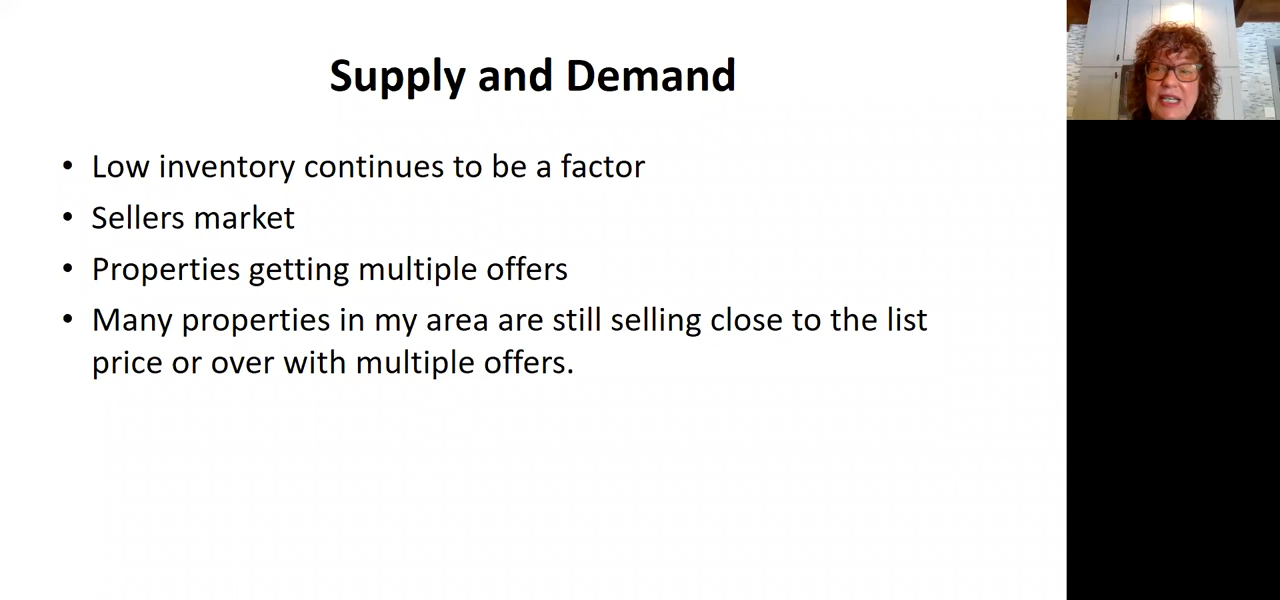 Supply and Demand
• Low inventory continues to be a factor
• Sellers market
• Properties getting multiple offers
• Many properties in my area are still selling close to the list
price or over with multiple offers.